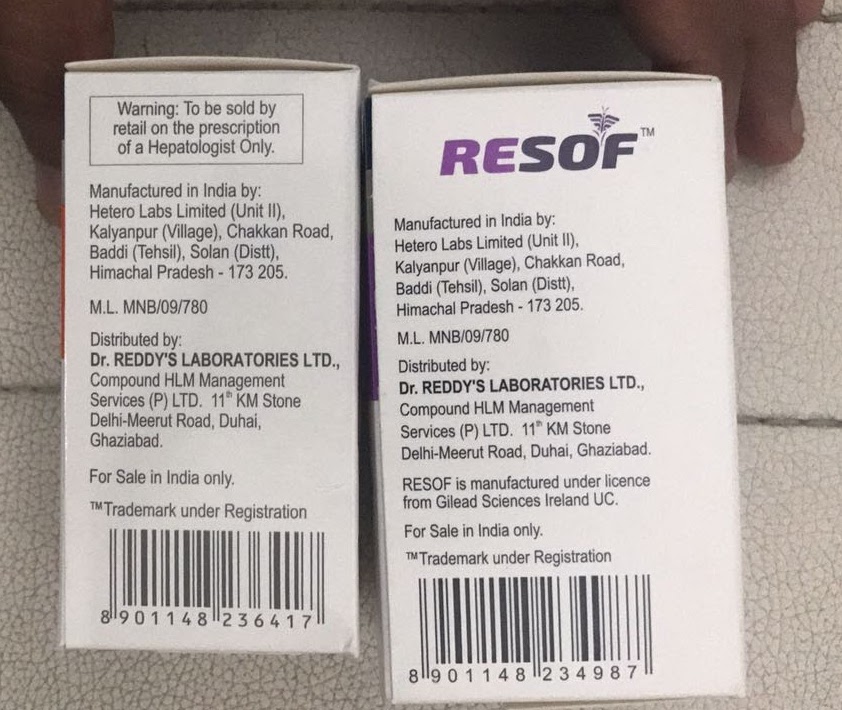 Warning: To be sold by
retail on the prescription
of a Hepatologist Only.
Manufactured in India by:
Hetero Labs Limited (Unit II),
Kalyanpur (Village), Chakkan Road,
Baddi (Tehsil), Solan (Distt),
Himachal Pradesh - 173 205.
M.L. MNB/09/780
Distributed by:
Dr. REDDY'S LABORATORIES LTD.,
Compound HLM Management
Services (P) LTD. 11th KM Stone
Delhi-Meerut Road, Duhai,
Ghaziabad.
For Sale in India only.
™Trademark under Registration
8 901148 236417
RESOF™
Manufactured in India by:
Hetero Labs Limited (Unit II),
Kalyanpur (Village), Chakkan Road,
Baddi (Tehsil), Solan (Distt),
Himachal Pradesh - 173 205.
M.L. MNB/09/780
Distributed by:
Dr. REDDY'S LABORATORIES LTD.,
Compound HLM Management
Services (P) LTD. 11th KM Stone
Delhi-Meerut Road, Duhai, Ghaziabad.
RESOF is manufactured under licence
from Gilead Sciences Ireland UC.
For Sale in India only.
™Trademark under Registration
8 901148 234987